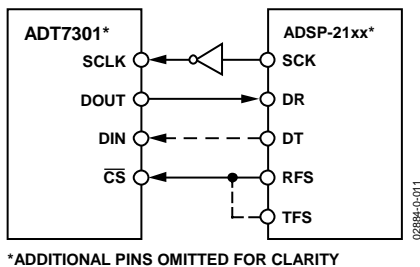 ADT7301*
ADSP-21xx*
SCLK
SCK
DOUT
DR
DIN
DT
CS
RFS
TFS
02884-0-011
*ADDITIONAL PINS OMITTED FOR CLARITY